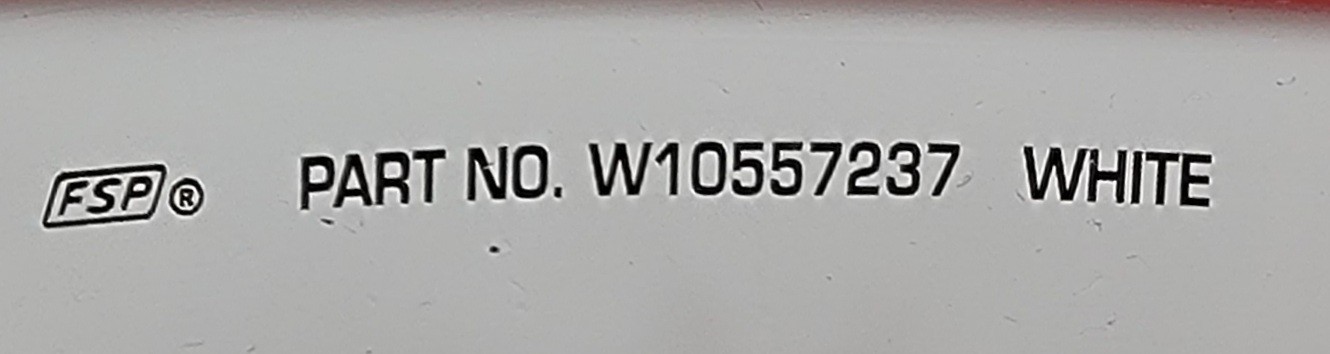 FSP® PART NO. W10557237 WHITE